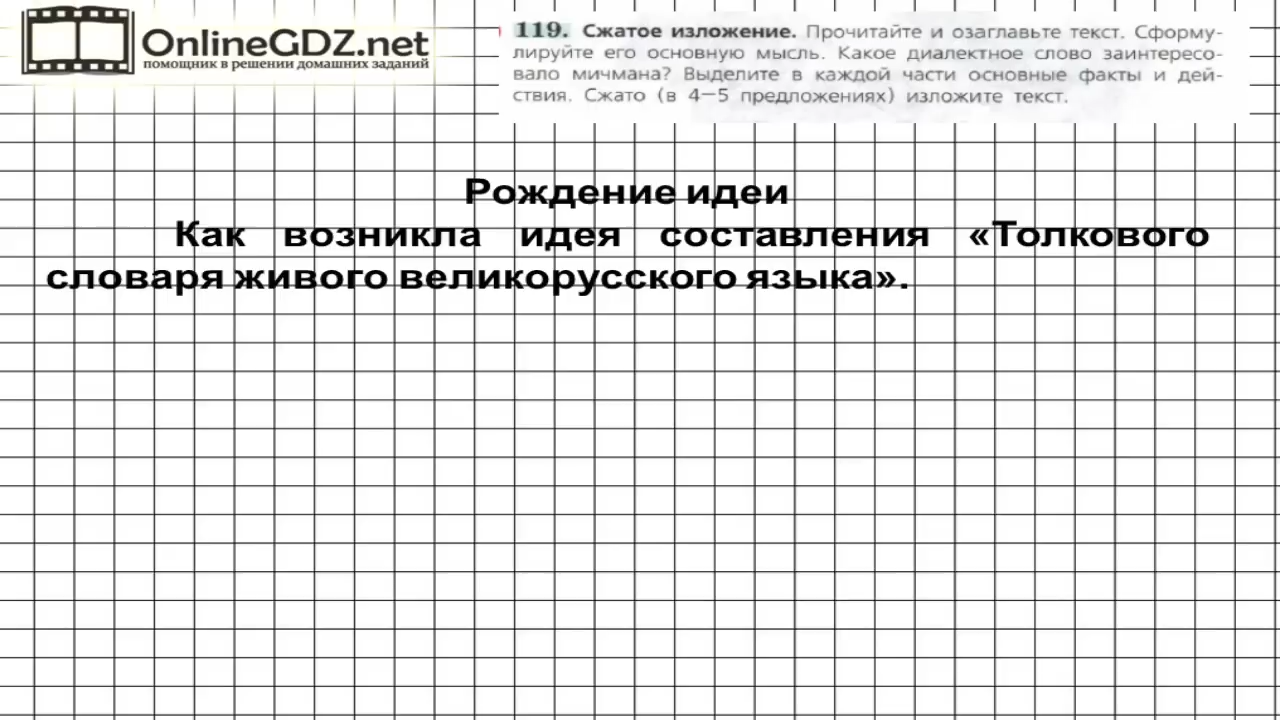 OnlineGDZ.net
помощник в решении домашних заданий
119. Сжатое изложение. Прочитайте и озаглавьте текст. Сформу-
лируйте его основную мысль. Какое диалектное слово заинтересо-
вало мичмана? Выделите в каждой части основные факты и дей-
ствия. Сжато (в 4—5 предложениях) изложите текст.
Рождение идеи
Как возникла идея составления «Толкового
словаря живого великорусского языка».